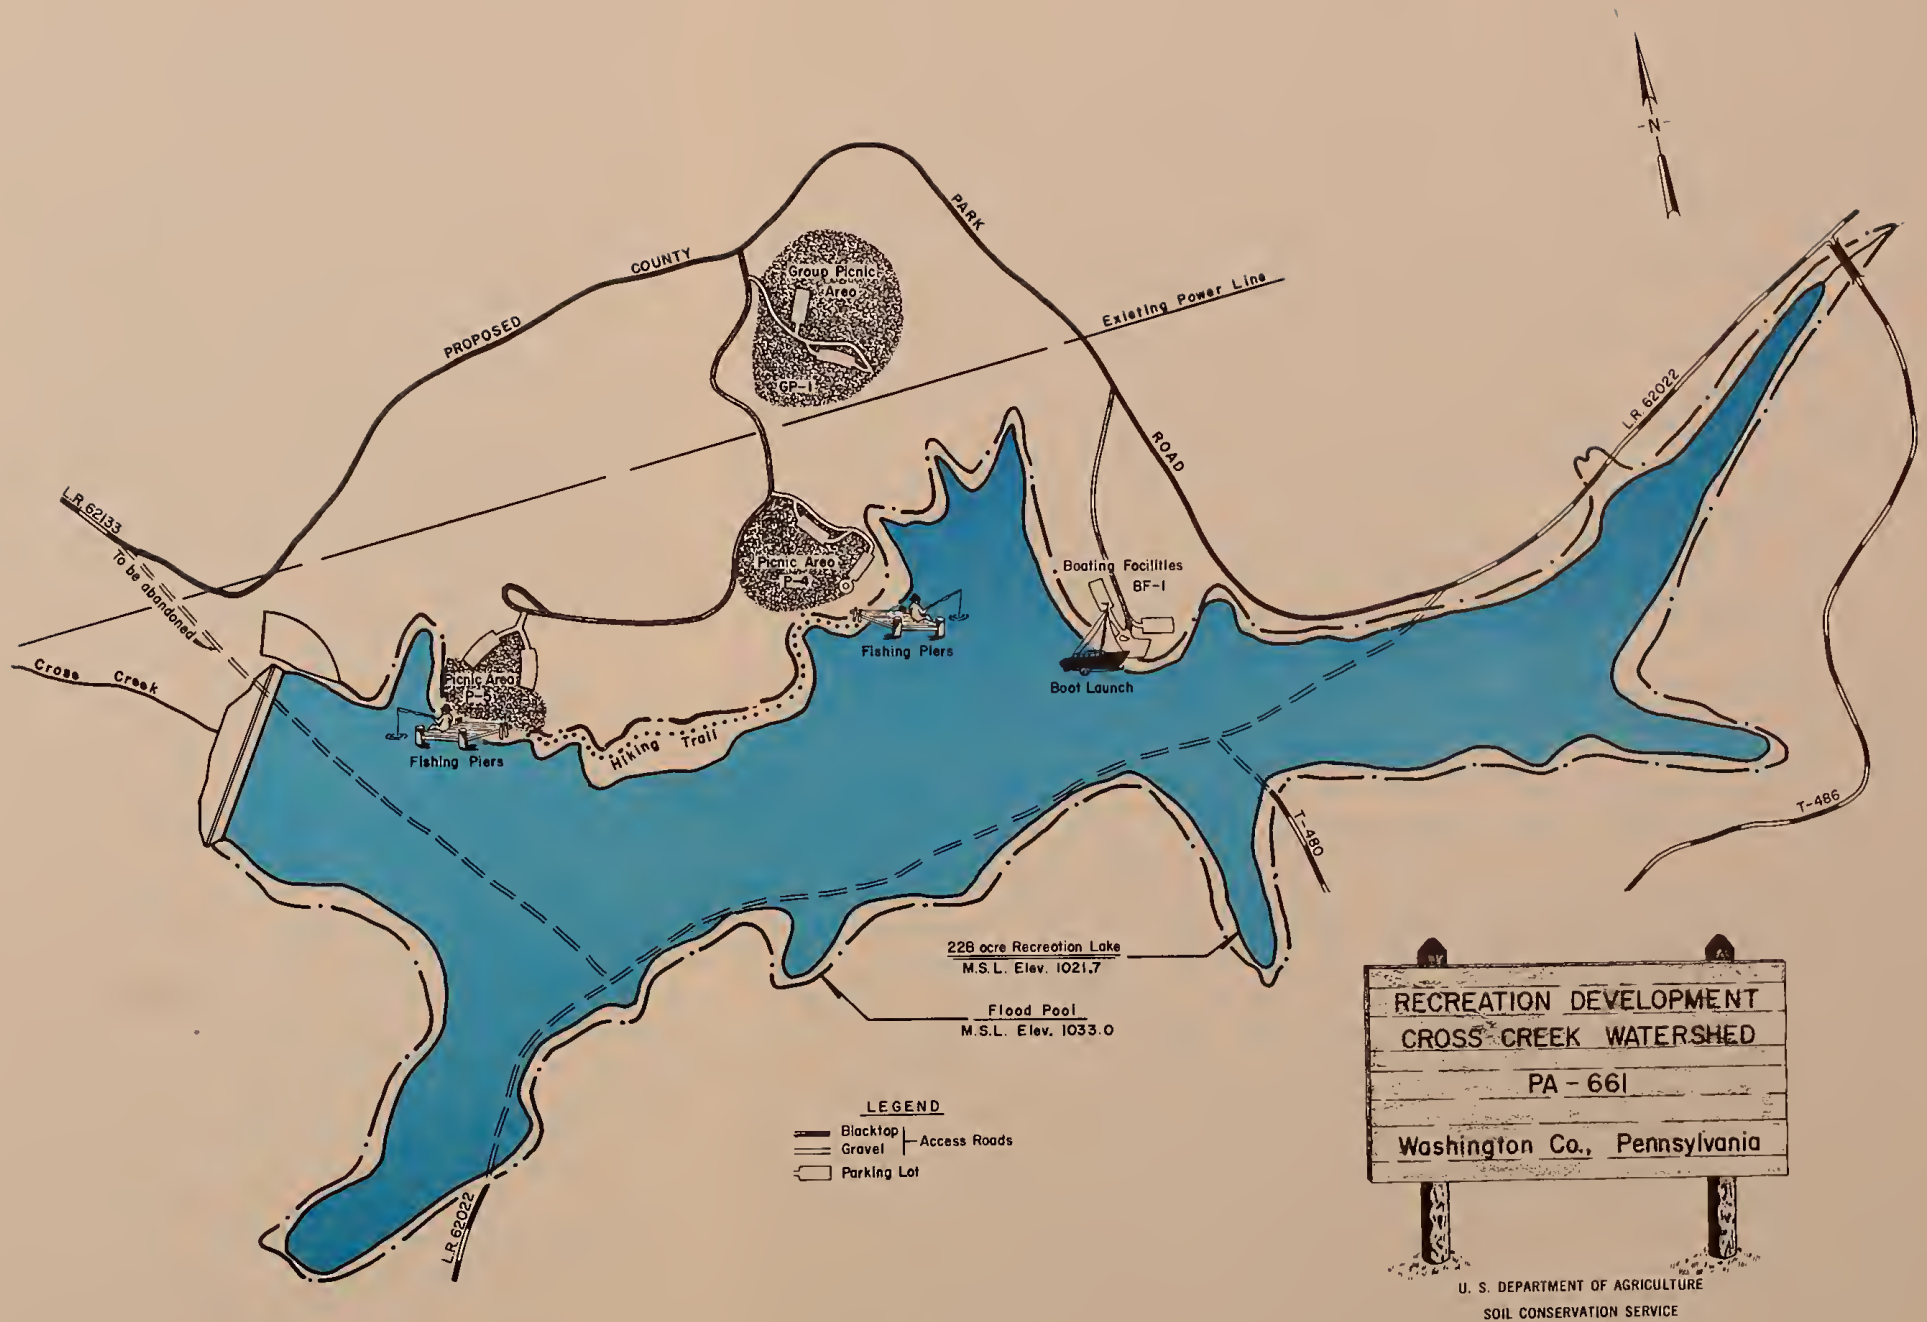 -N-
PROPOSED COUNTY PARK ROAD
Group Picnic
Area
GP-1
Existing Power Line
L.R. 62022
L.R. 62133
To be abandoned
Cross Creek
Picnic Area
P-4
Boating Facilities
BF-1
Fishing Piers
Boat Launch
Picnic Area
P-5
Fishing Piers
Hiking Trail
T-486
T-480
228 acre Recreation Lake
M.S.L. Elev. 1021.7
Flood Pool
M.S.L. Elev. 1033.0
L.R. 62022
LEGEND
Blacktop
Gravel
Access Roads
Parking Lot
RECREATION DEVELOPMENT
CROSS CREEK WATERSHED
PA-661
Washington Co., Pennsylvania
U. S. DEPARTMENT OF AGRICULTURE
SOIL CONSERVATION SERVICE